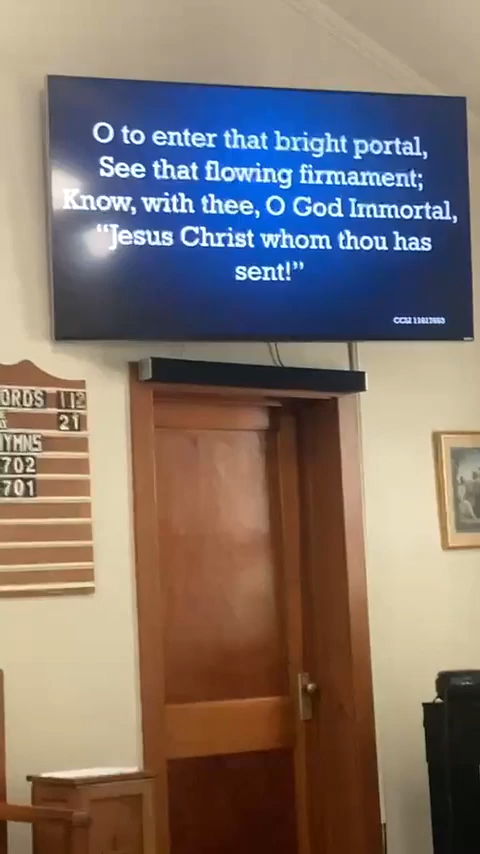 O to enter that bright portal,
See that flowing firmament;
Know, with thee, O God Immortal,
“Jesus Christ whom thou has
sent!”
ORDS 112
21
YMNS
702
701